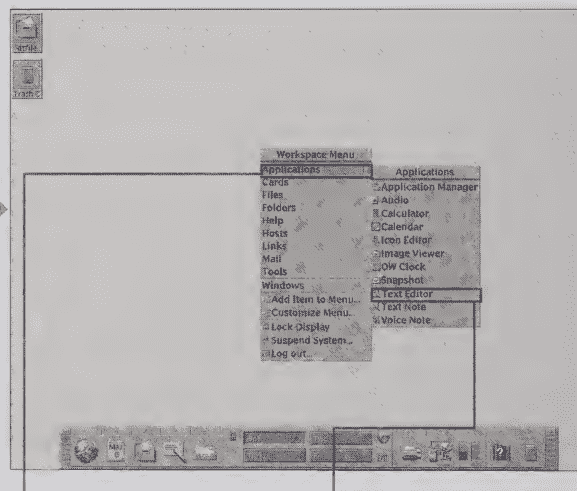 Trash C
Workspace Menu
Applications
Cards
Files
Folders
Help
Hosts
Links
Mail
Tools
Windows
Add Item to Menu...
Customize Menu...
Lock Display
Suspend System...
Log out...
Applications
Application Manager
Audio
Calculator
Calendar
Icon Editor
Image Viewer
OW Clock
Snapshot
Text Editor
Text Note
Voice Note